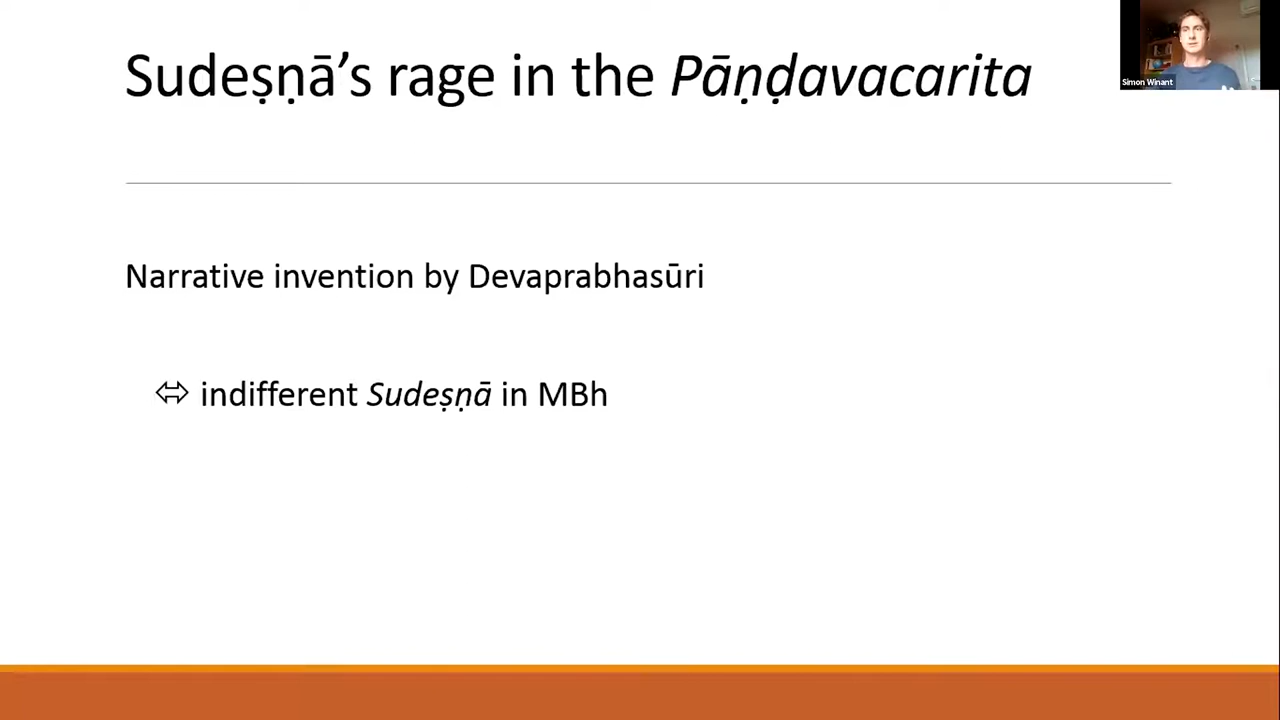 Sudeṣṇā’s rage in the Pāṇḍavacarita
Simon Winant
Narrative invention by Devaprabhasūri
⬄ indifferent Sudeṣṇā in MBh